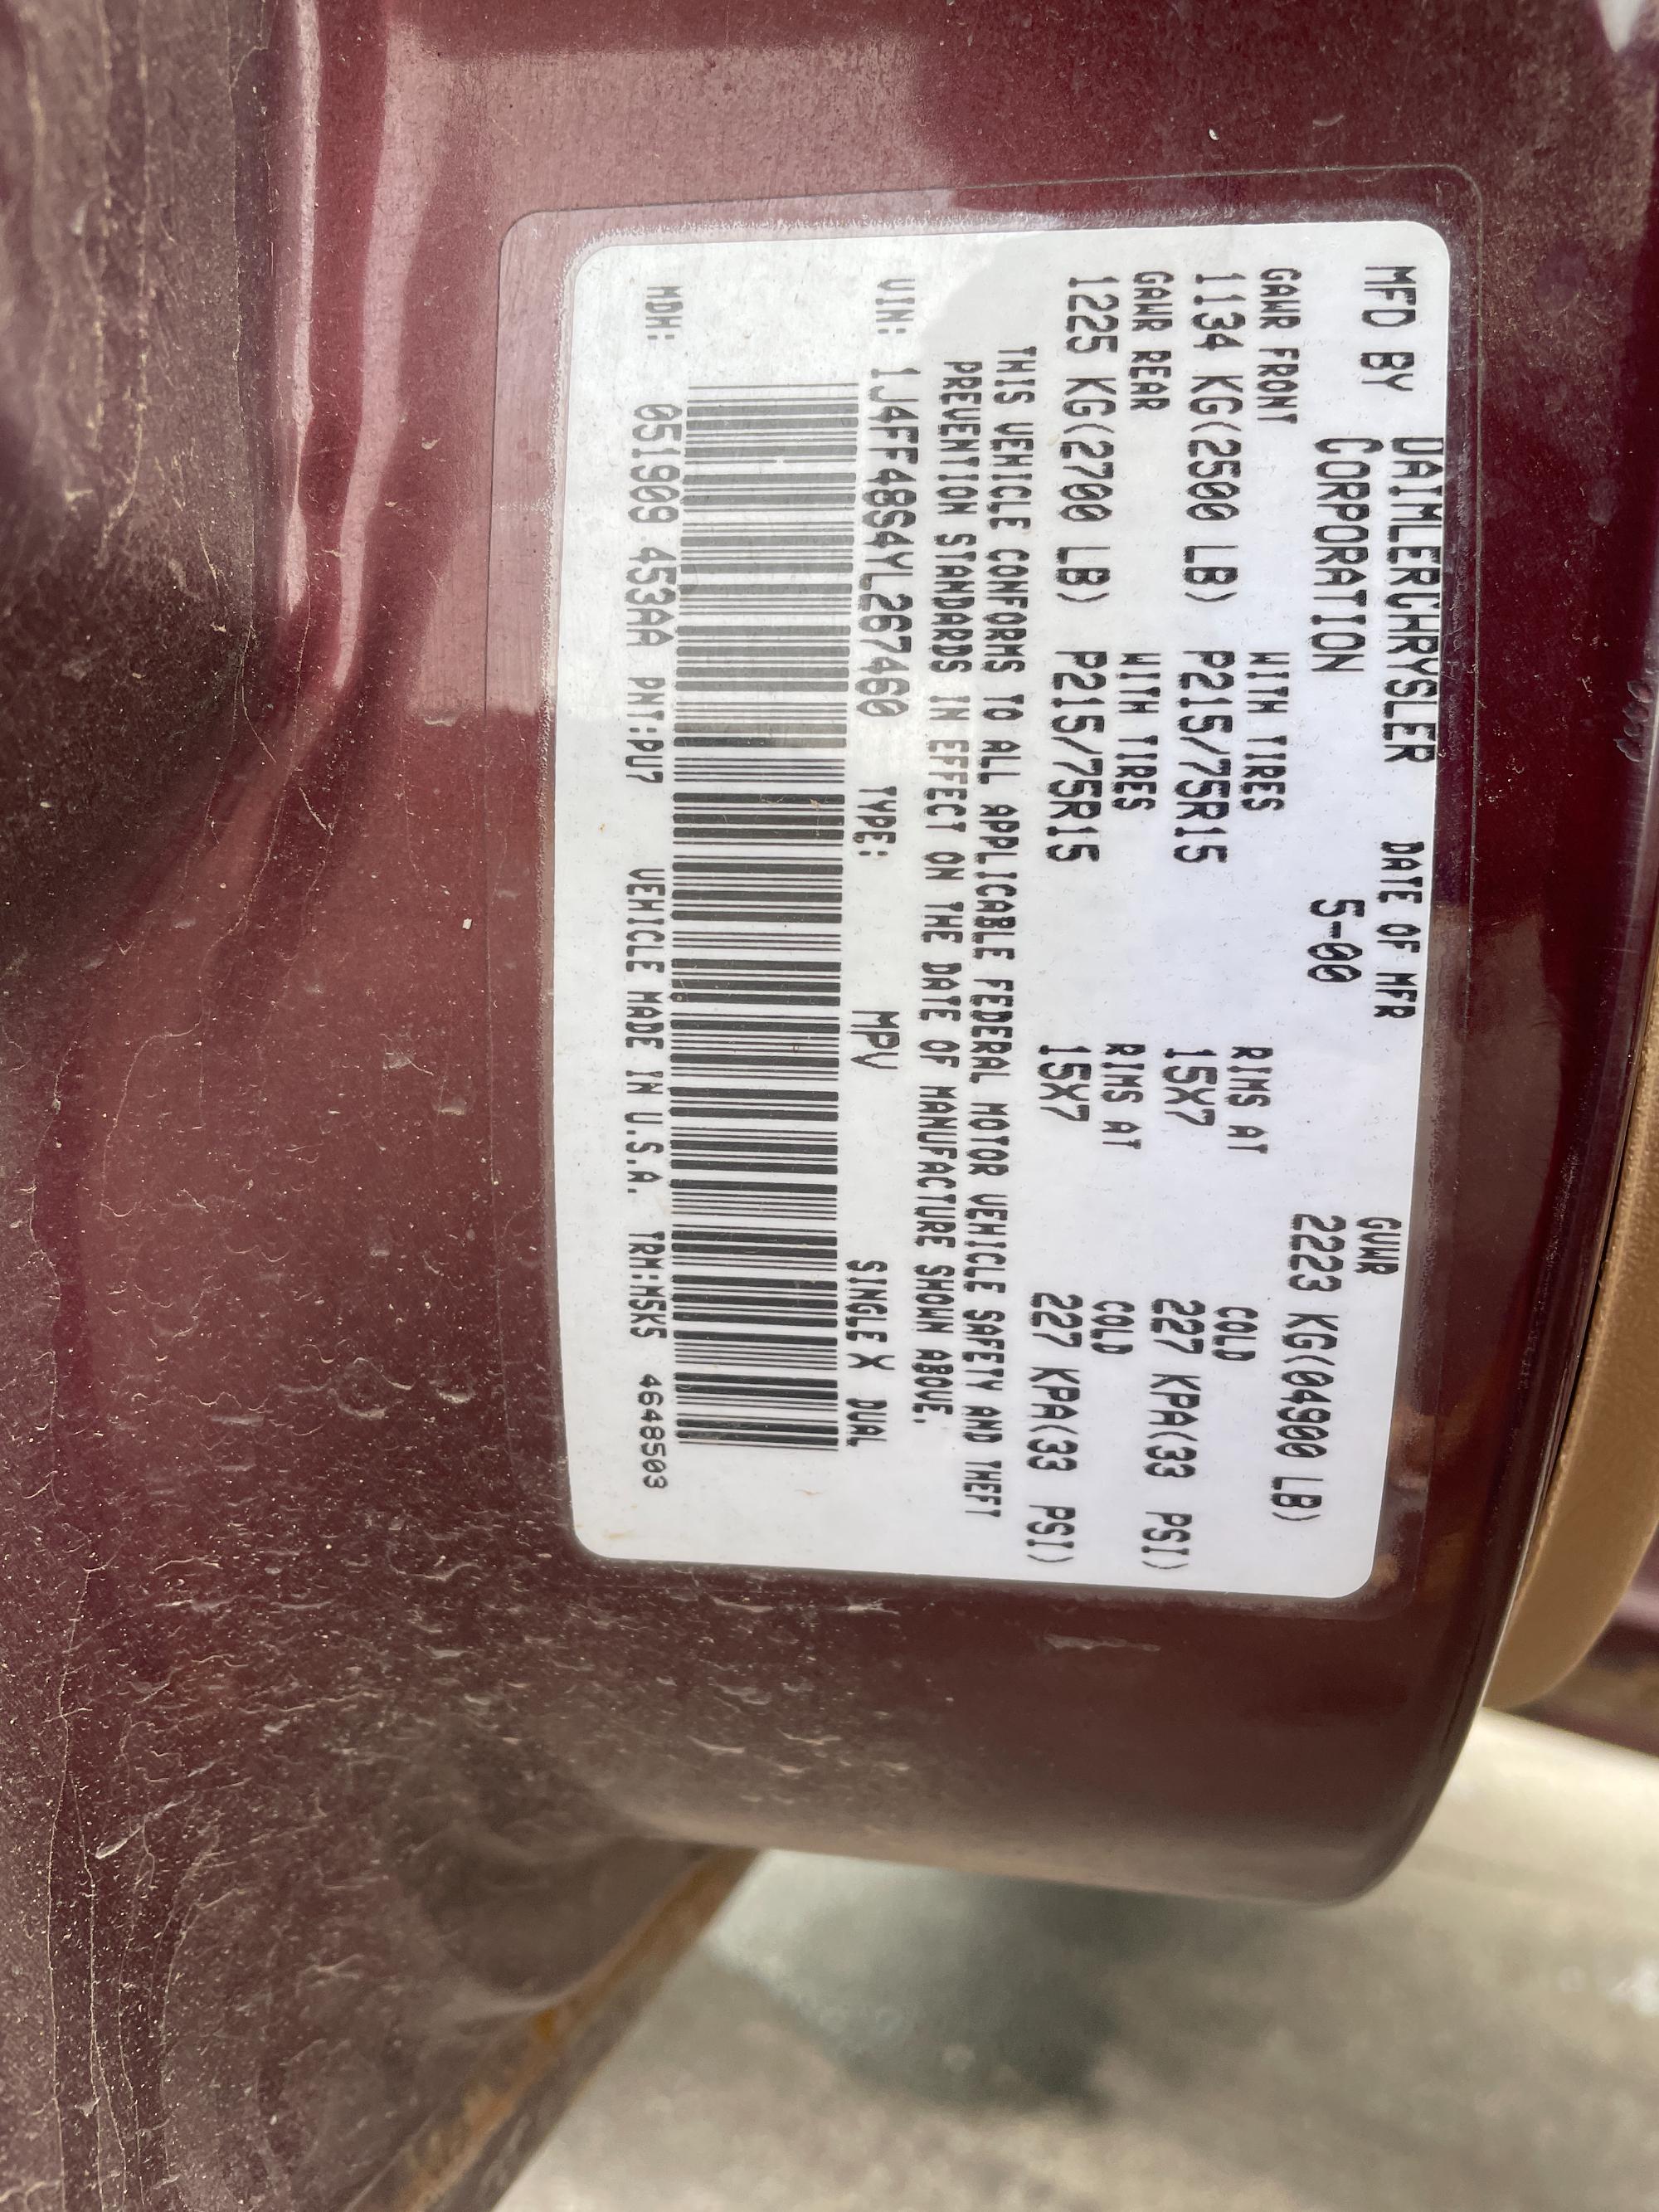 MFD BY DAIMLERCHRYSLER DATE OF MFR GVWR
CORPORATION 5-00 2223 KG(04900 LB)
GAWR FRONT WITH TIRES RIMS AT COLD
1134 KG(2500 LB) P215/75R15 15X7 227 KPA(33 PSI)
GAWR REAR WITH TIRES RIMS AT COLD
1225 KG(2700 LB) P215/75R15 15X7 227 KPA(33 PSI)
THIS VEHICLE CONFORMS TO ALL APPLICABLE FEDERAL MOTOR VEHICLE SAFETY AND THEFT
PREVENTION STANDARDS IN EFFECT ON THE DATE OF MANUFACTURE SHOWN ABOVE.
VIN: 1J4FF48S4YL267460 TYPE: MPV SINGLE X DUAL
MDH: 051909 453AA PNT:PU7 VEHICLE MADE IN U.S.A. TRM:M5K5 4648503